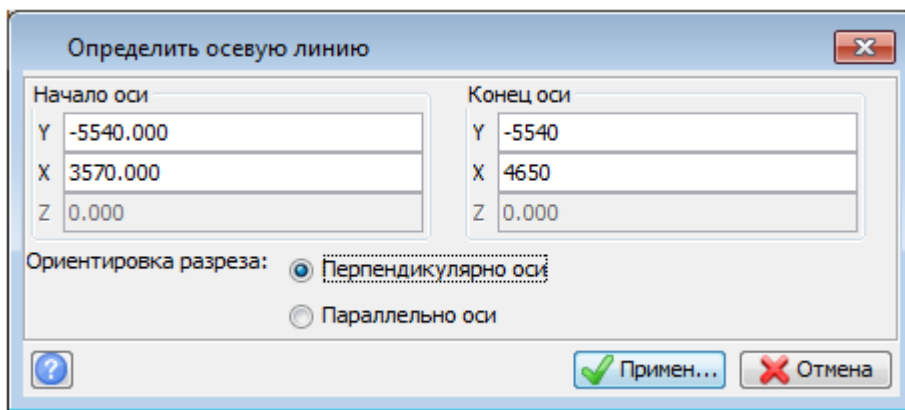 Определить осевую линию
Начало оси
Y -5540.000
X 3570.000
Z 0.000
Конец оси
Y -5540
X 4650
Z 0.000
Ориентировка разреза:
Перпендикулярно оси
Параллельно оси
? Примен... Отмена